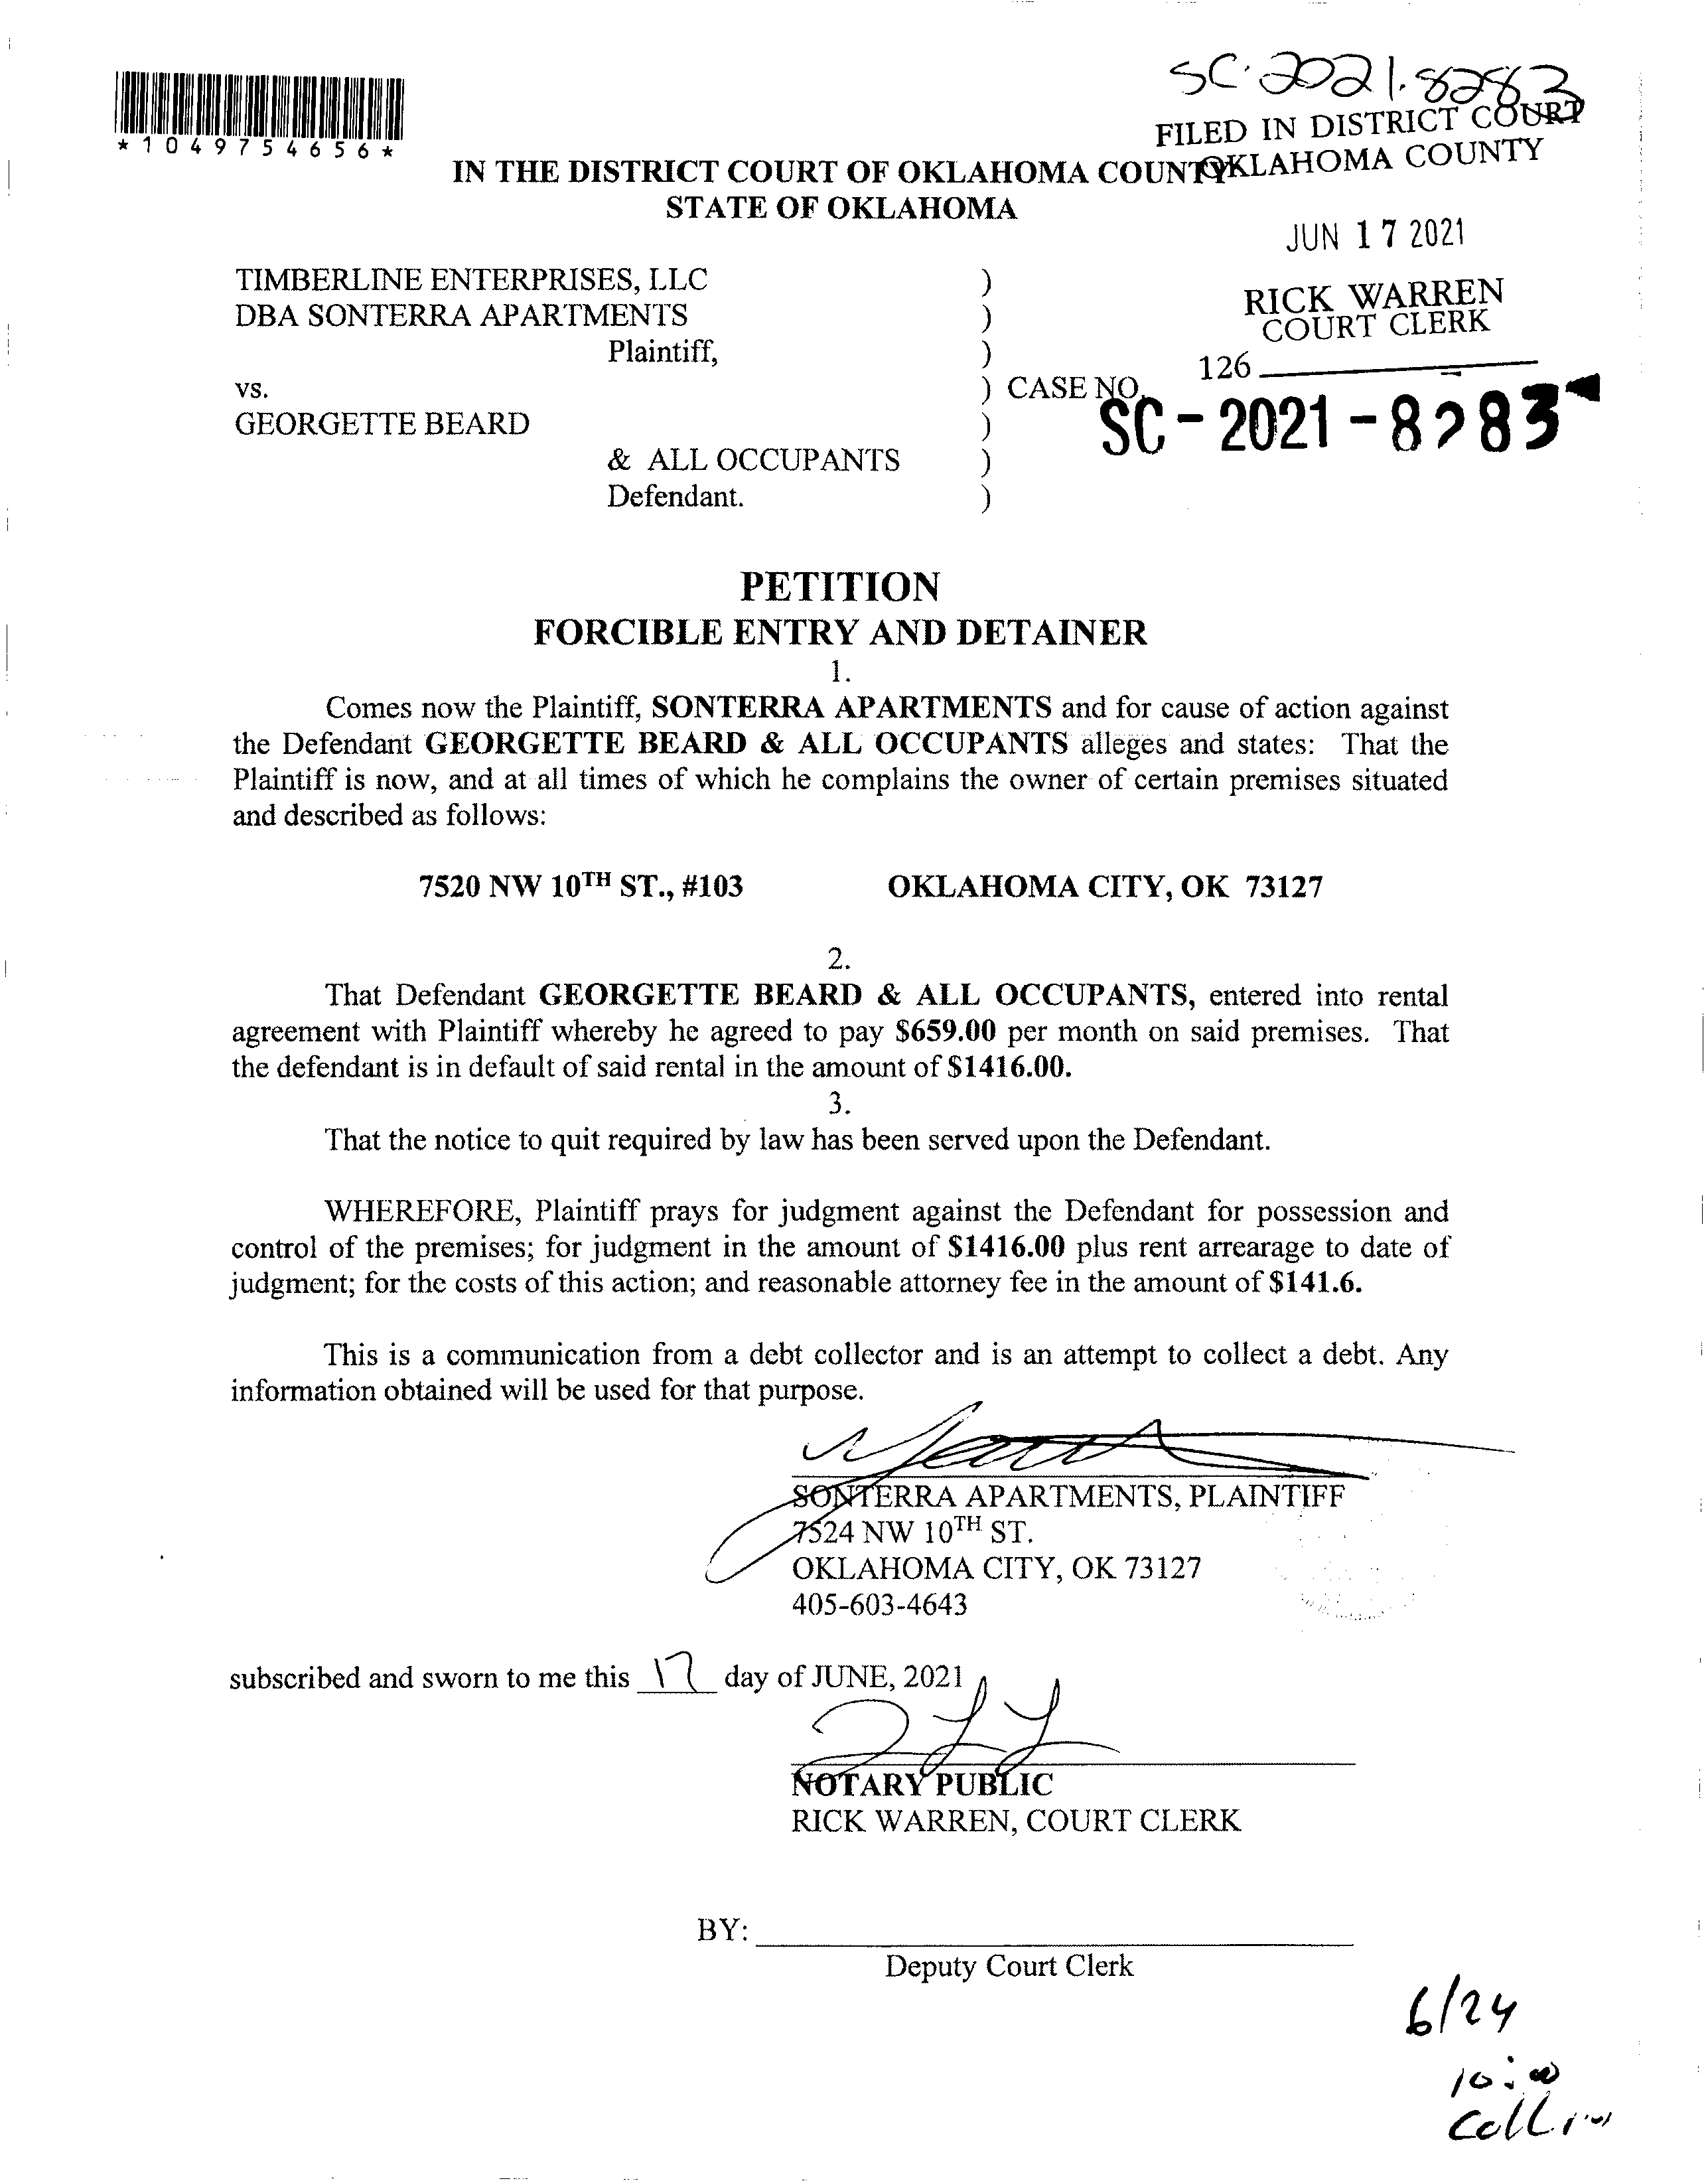 SC-2021-8283
*1049754656*
FILED IN DISTRICT COURT
OKLAHOMA COUNTY
IN THE DISTRICT COURT OF OKLAHOMA COUNTY
STATE OF OKLAHOMA
JUN 17 2021
RICK WARREN
COURT CLERK
126
TIMBERLINE ENTERPRISES, LLC )
DBA SONTERRA APARTMENTS )
Plaintiff, )
vs. ) CASE NO. SC-2021-8283
GEORGETTE BEARD )
& ALL OCCUPANTS )
Defendant. )
PETITION
FORCIBLE ENTRY AND DETAINER
1.
Comes now the Plaintiff, SONTERRA APARTMENTS and for cause of action against
the Defendant GEORGETTE BEARD & ALL OCCUPANTS alleges and states: That the
Plaintiff is now, and at all times of which he complains the owner of certain premises situated
and described as follows:
7520 NW 10TH ST., #103 OKLAHOMA CITY, OK 73127
2.
That Defendant GEORGETTE BEARD & ALL OCCUPANTS, entered into rental
agreement with Plaintiff whereby he agreed to pay $659.00 per month on said premises. That
the defendant is in default of said rental in the amount of $1416.00.
3.
That the notice to quit required by law has been served upon the Defendant.
WHEREFORE, Plaintiff prays for judgment against the Defendant for possession and
control of the premises; for judgment in the amount of $1416.00 plus rent arrearage to date of
judgment; for the costs of this action; and reasonable attorney fee in the amount of $141.6.
This is a communication from a debt collector and is an attempt to collect a debt. Any
information obtained will be used for that purpose.
SONTERRA APARTMENTS, PLAINTIFF
7524 NW 10TH ST.
OKLAHOMA CITY, OK 73127
405-603-4643
subscribed and sworn to me this 17 day of JUNE, 2021
NOTARY PUBLIC
RICK WARREN, COURT CLERK
BY:
Deputy Court Clerk
6/24
10:00
Collins